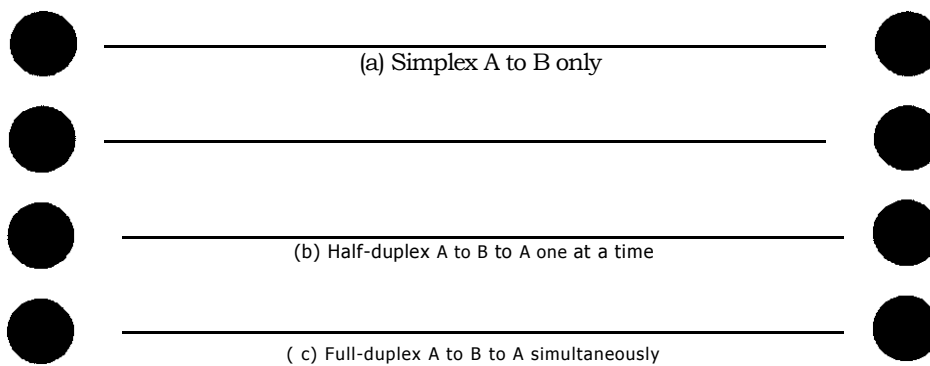 (a) Simplex A to B only
(b) Half-duplex A to B to A one at a time
( c) Full-duplex A to B to A simultaneously